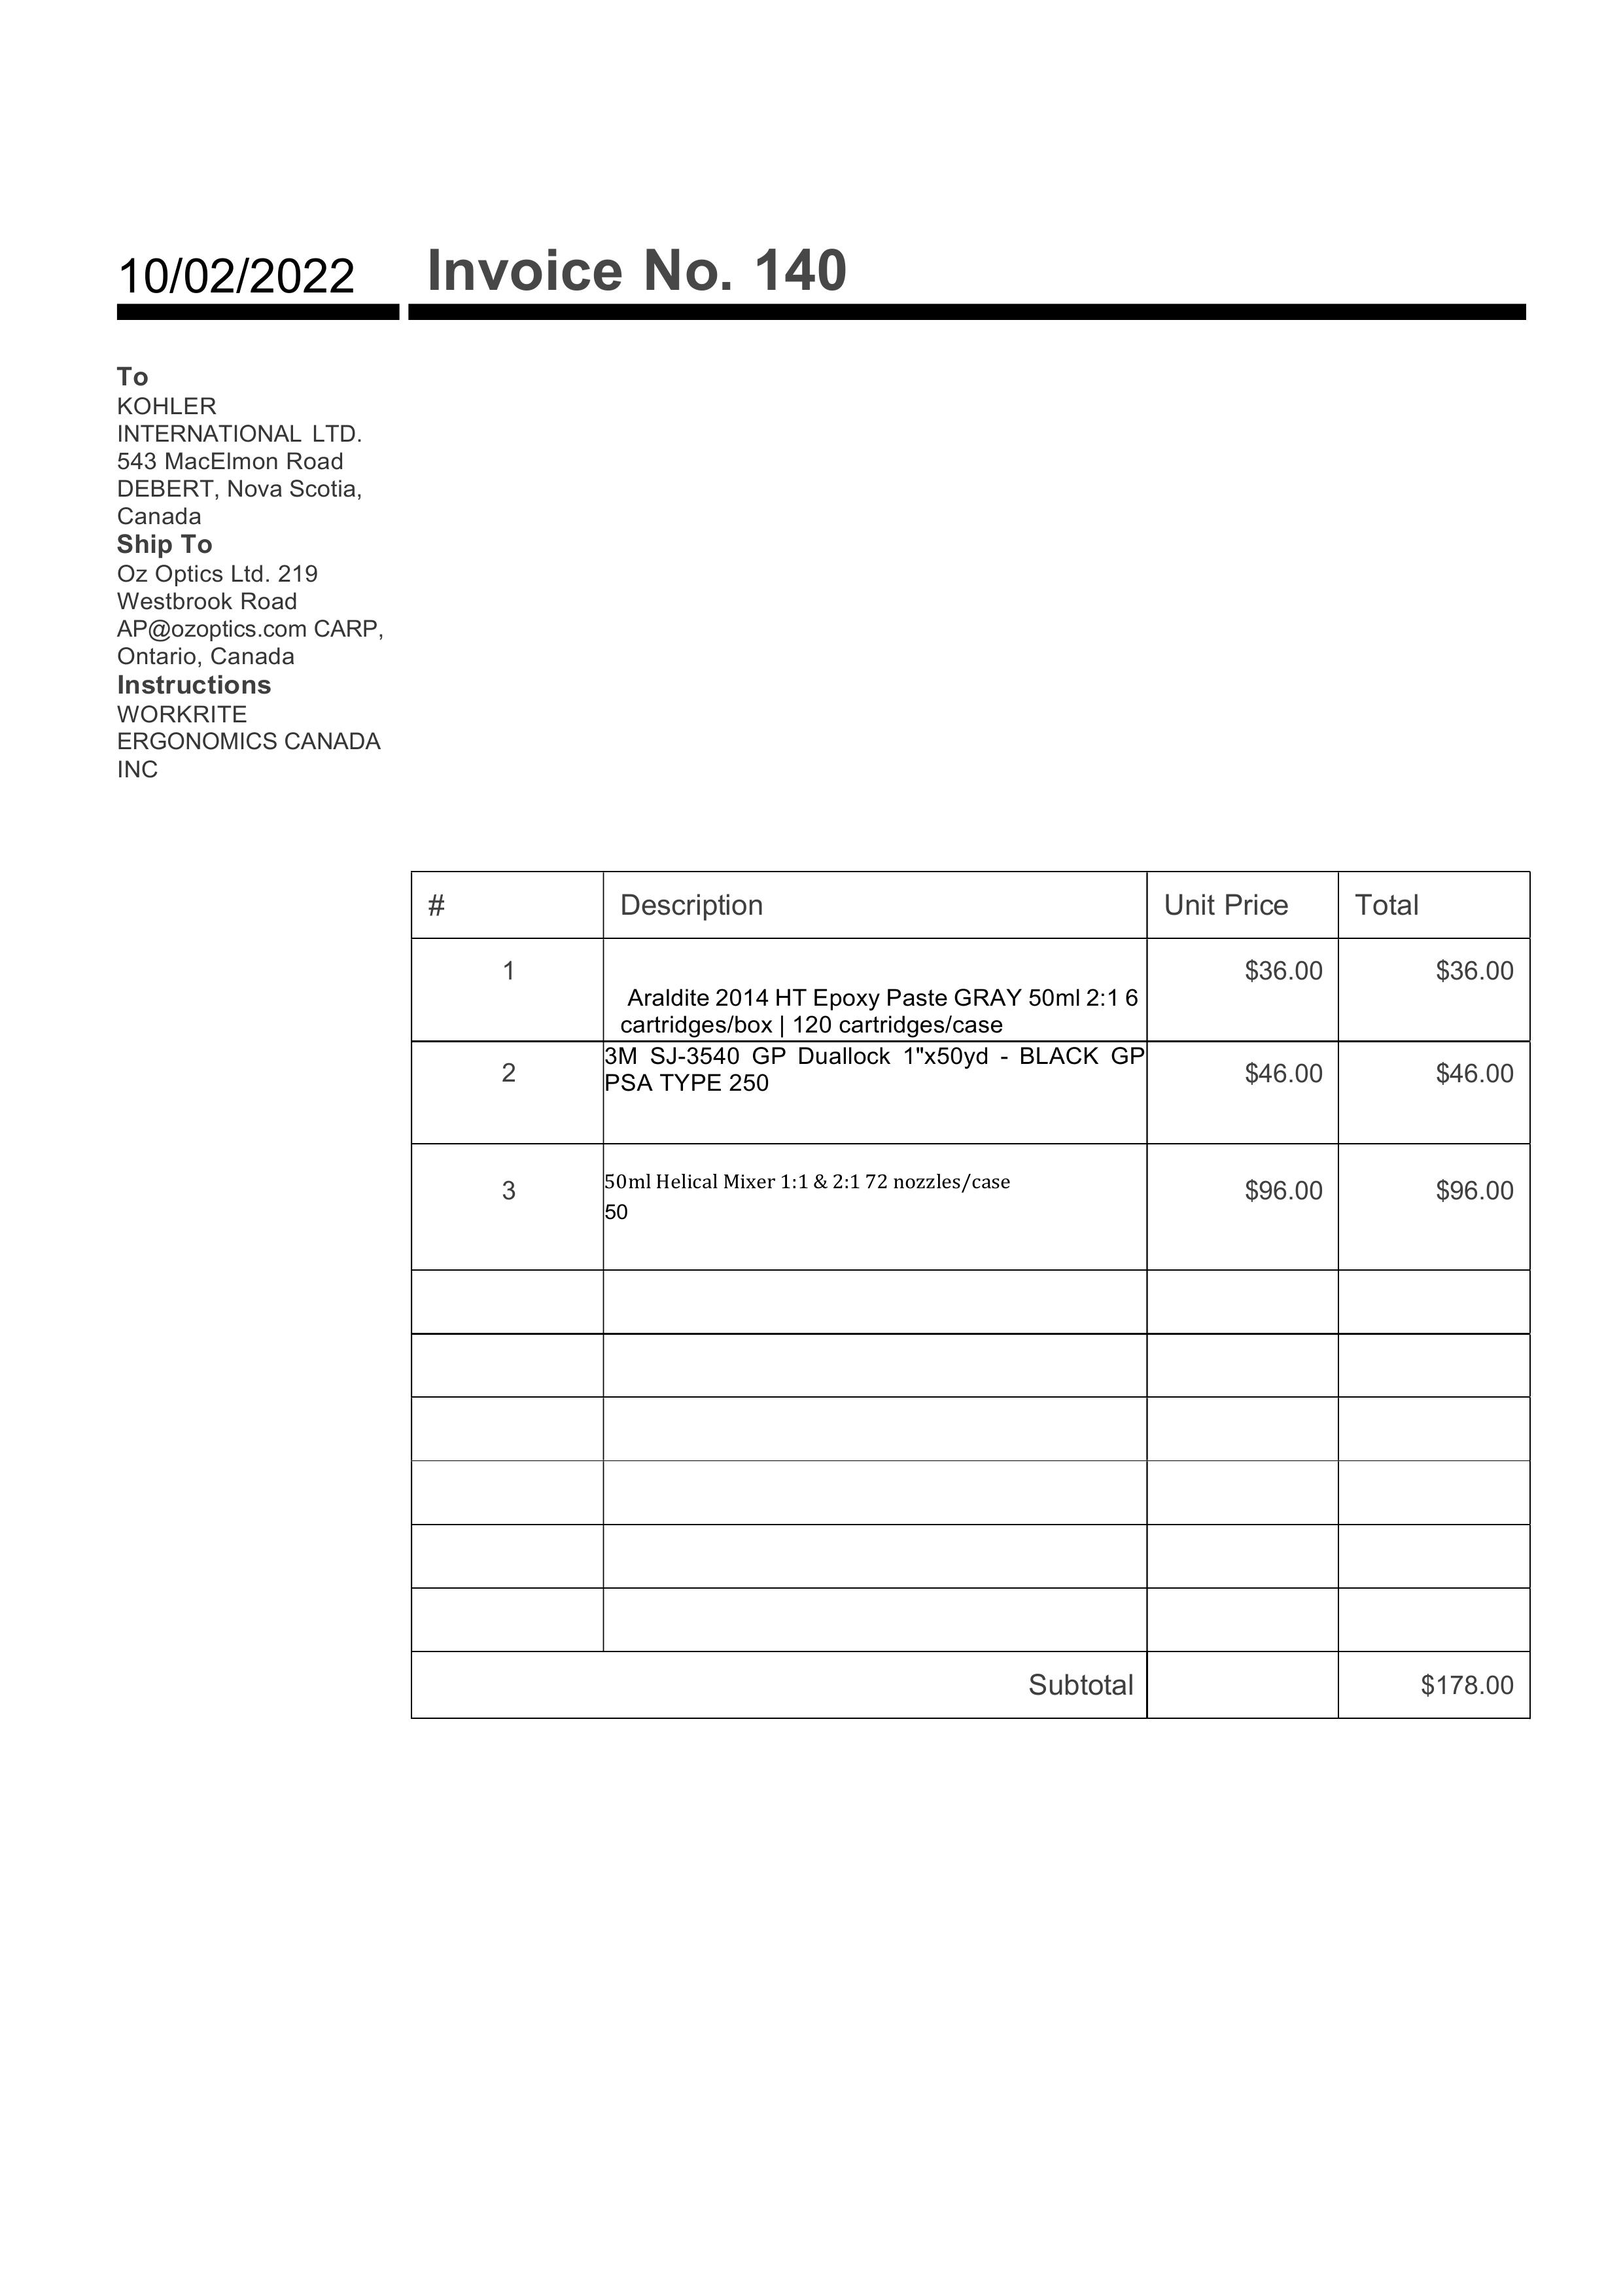 10/02/2022 Invoice No. 140
To
KOHLER
INTERNATIONAL LTD.
543 MacElmon Road
DEBERT, Nova Scotia,
Canada
Ship To
Oz Optics Ltd. 219
Westbrook Road
AP@ozoptics.com CARP,
Ontario, Canada
Instructions
WORKRITE
ERGONOMICS CANADA
INC
# Description Unit Price Total
1 $36.00 $36.00
Araldite 2014 HT Epoxy Paste GRAY 50ml 2:1 6
cartridges/box | 120 cartridges/case
3M SJ-3540 GP Duallock 1"x50yd - BLACK GP
2 $46.00 $46.00
PSA TYPE 250
50ml Helical Mixer 1:1 & 2:1 72 nozzles/case
3 $96.00 $96.00
50
Subtotal $178.00